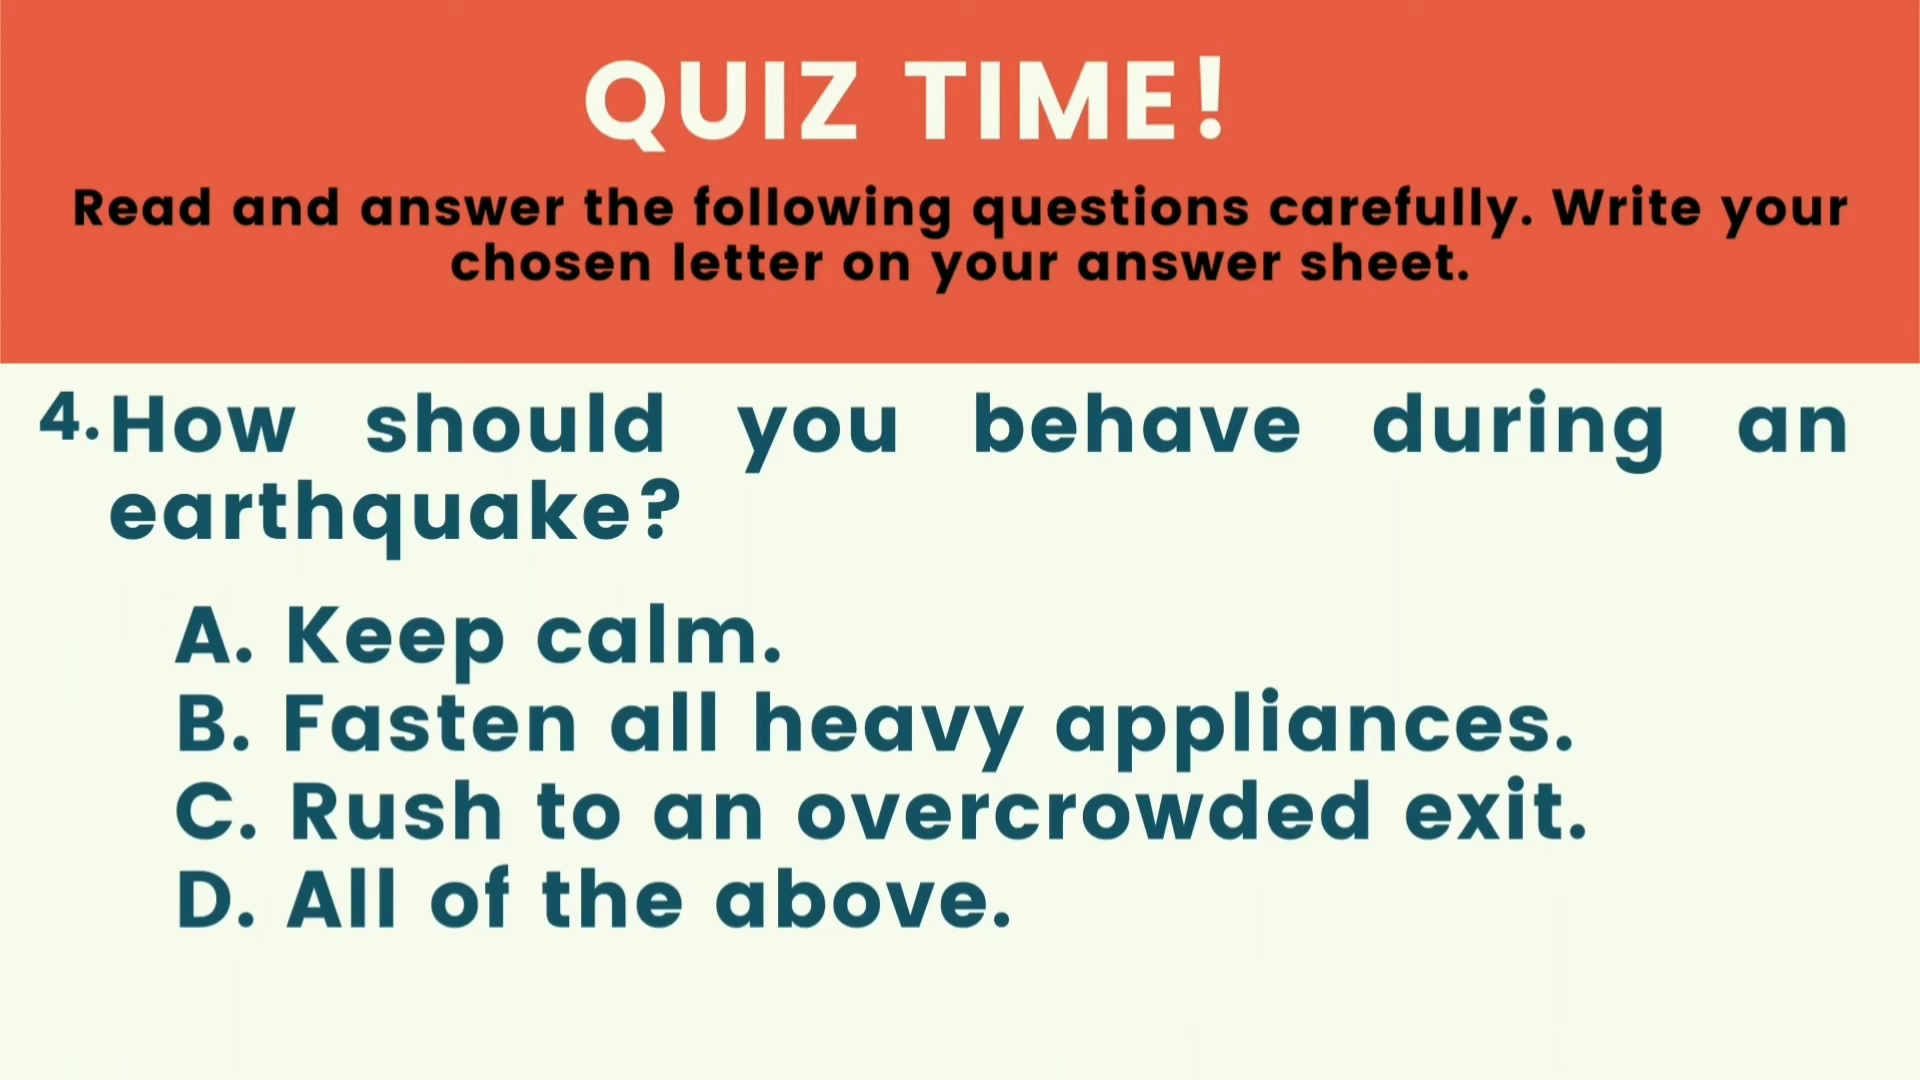 QUIZ TIME!
Read and answer the following questions carefully. Write your
chosen letter on your answer sheet.
4. How should you behave during an
earthquake?
A. Keep calm.
B. Fasten all heavy appliances.
C. Rush to an overcrowded exit.
D. All of the above.